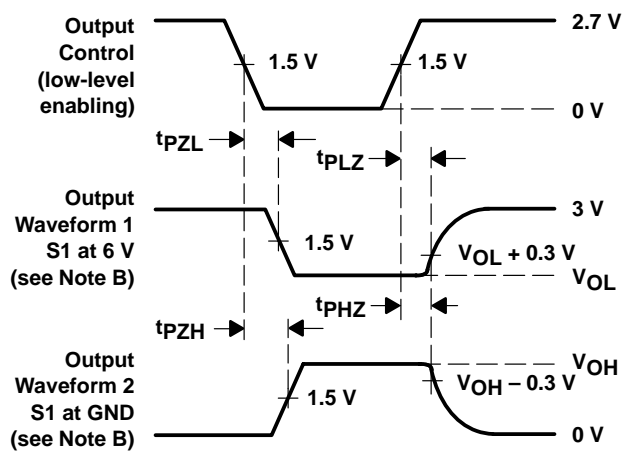 Output
Control
(low-level
enabling)
2.7 V
1.5 V
1.5 V
0 V
tPZL
tPLZ
Output
Waveform 1
S1 at 6 V
(see Note B)
3 V
1.5 V
VOL + 0.3 V
VOL
tPHZ
tPZH
Output
Waveform 2
S1 at GND
(see Note B)
VOH
VOH – 0.3 V
1.5 V
0 V